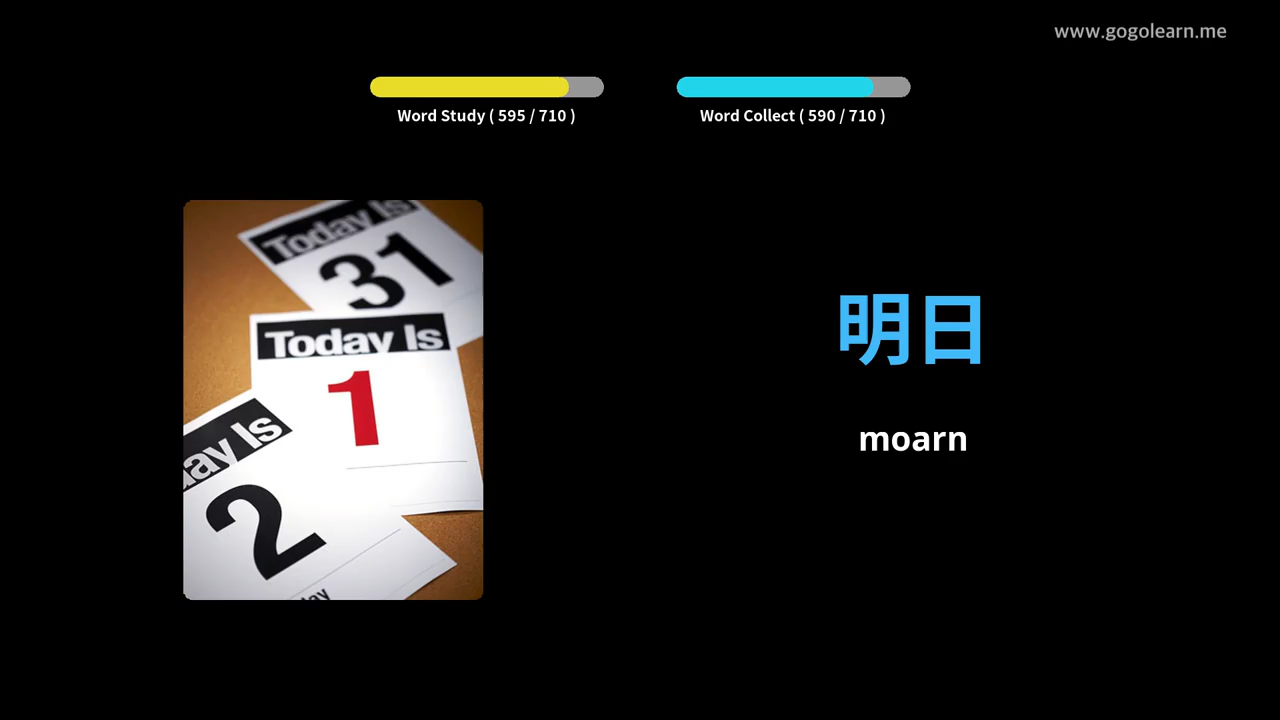 www.gogolearn.me
Word Study ( 595 / 710 )
Word Collect ( 590 / 710 )
Today Is
31
Today Is
1
ay Is
2
明日
moarn